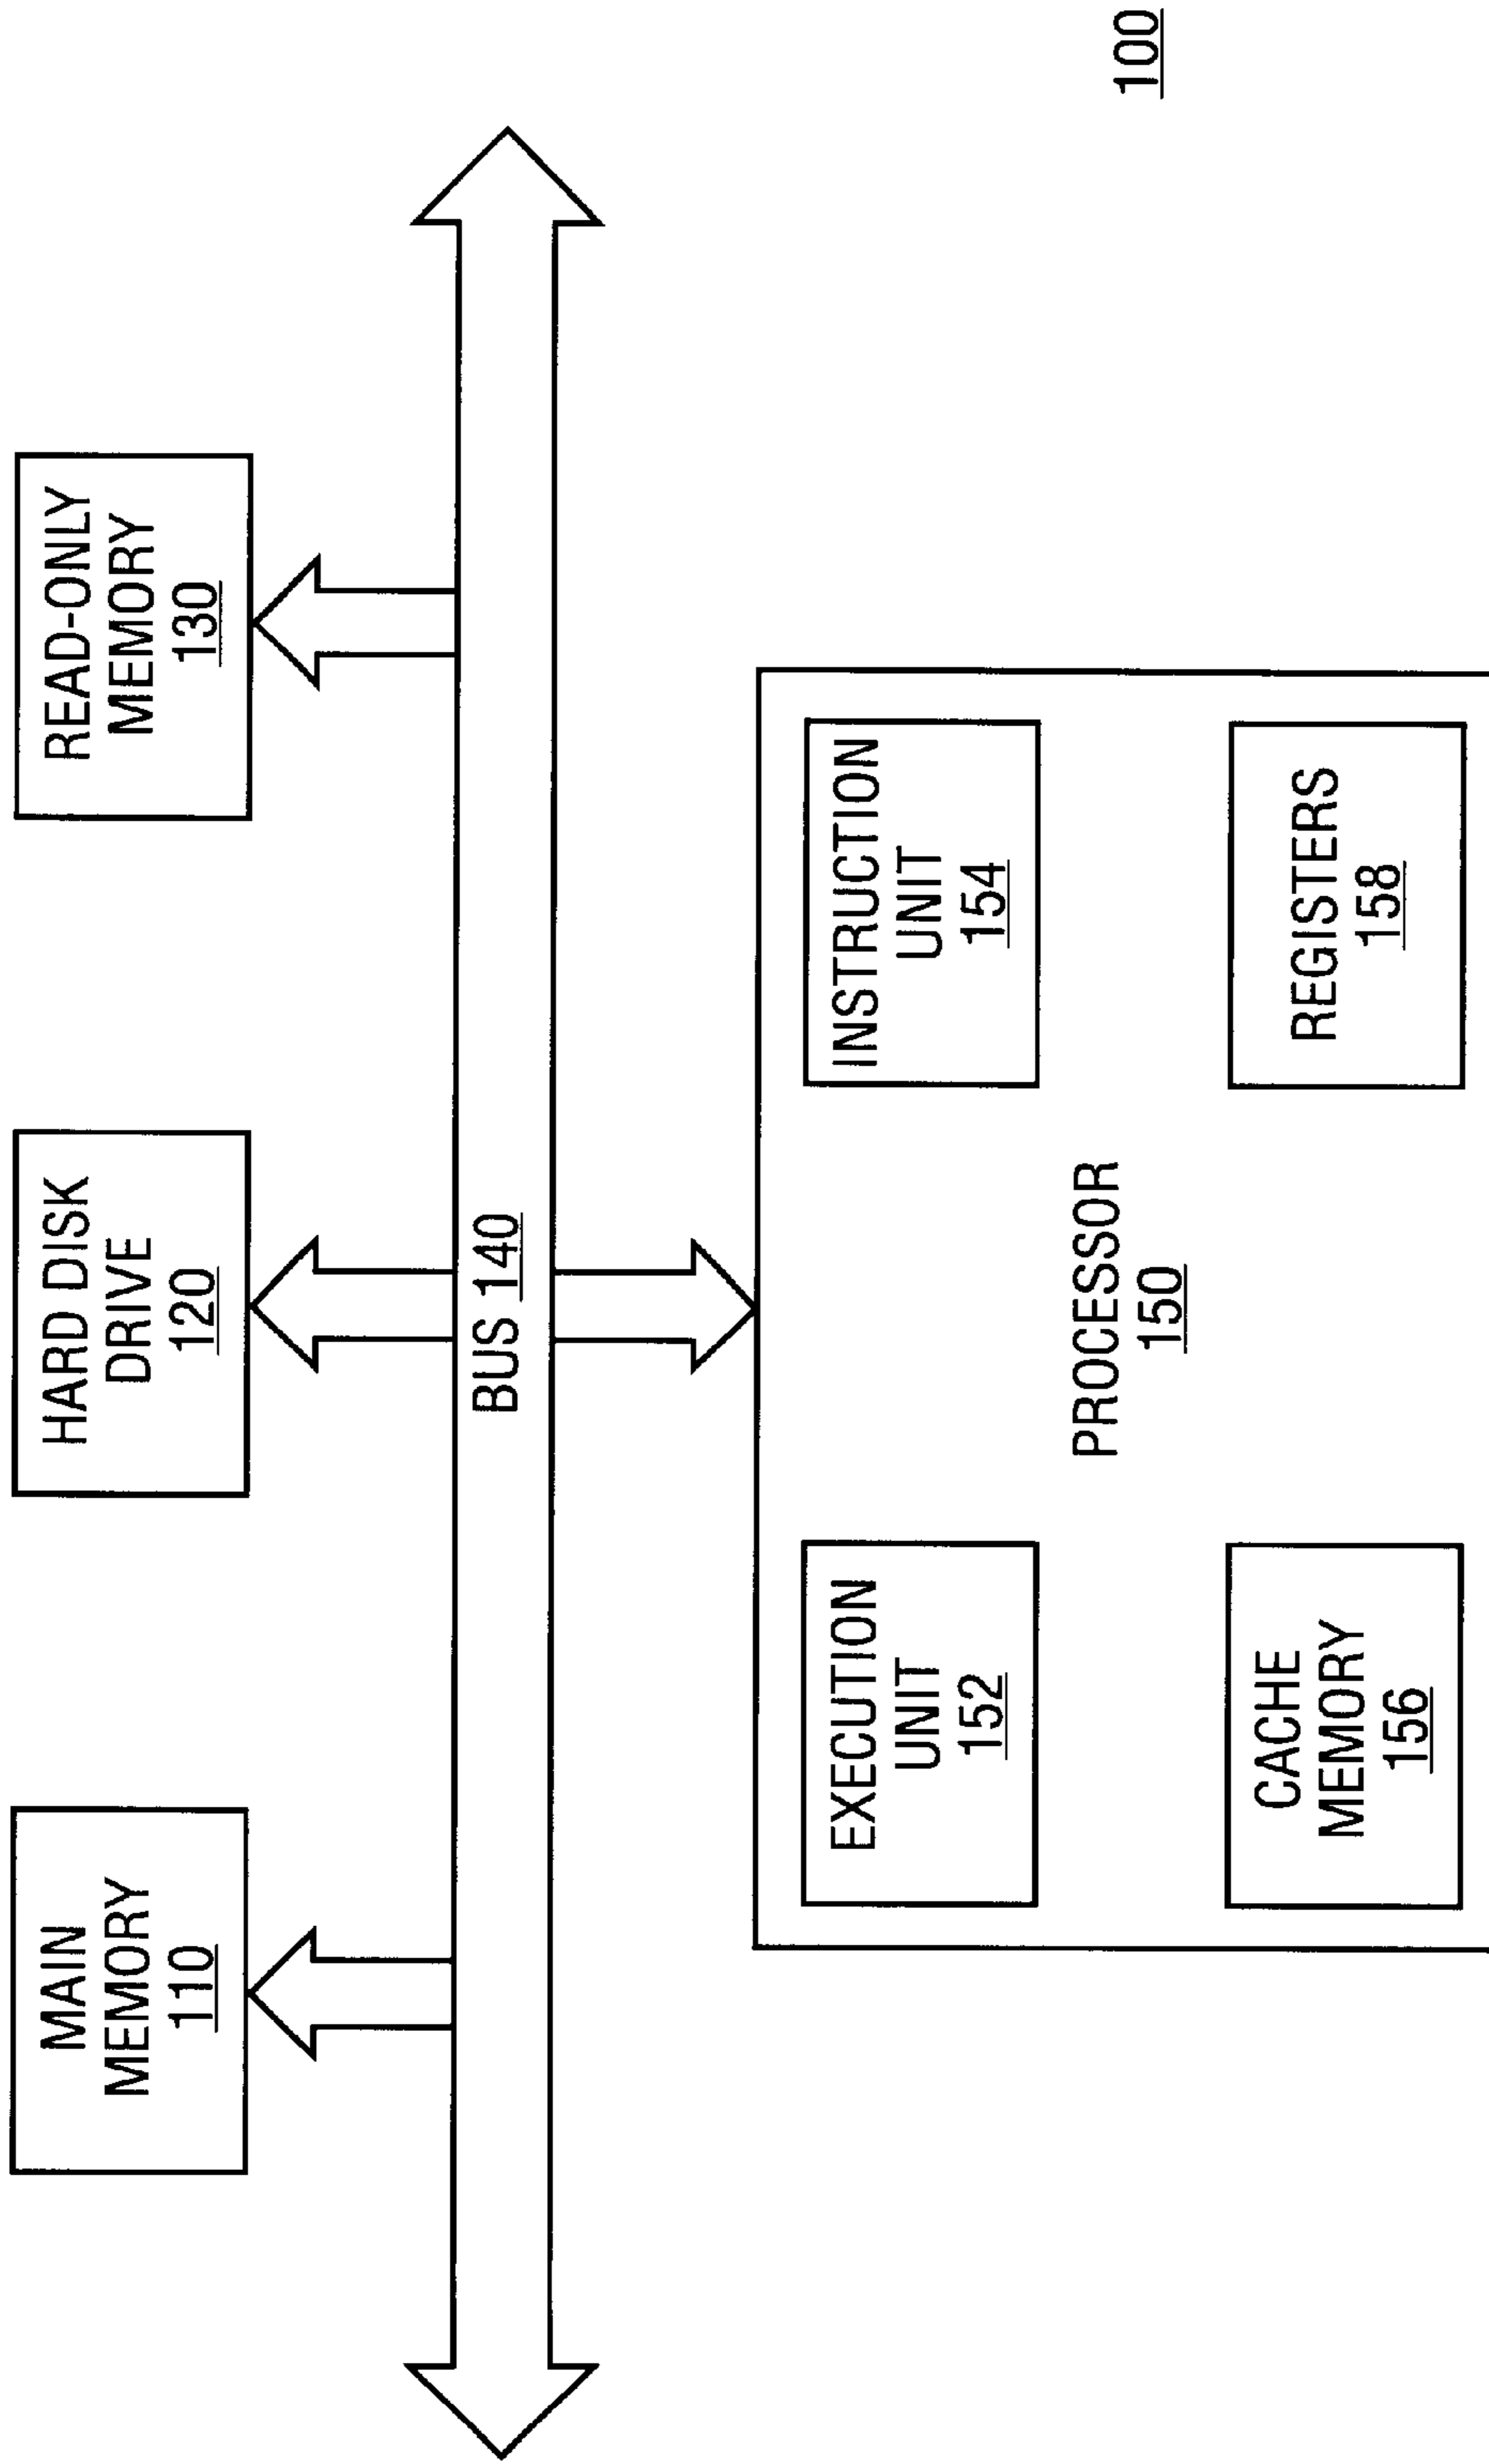 MAIN
MEMORY
110
HARD DISK
DRIVE
120
READ-ONLY
MEMORY
130
BUS 140
EXECUTION
UNIT
152
INSTRUCTION
UNIT
154
PROCESSOR
150
CACHE
MEMORY
156
REGISTERS
158
100